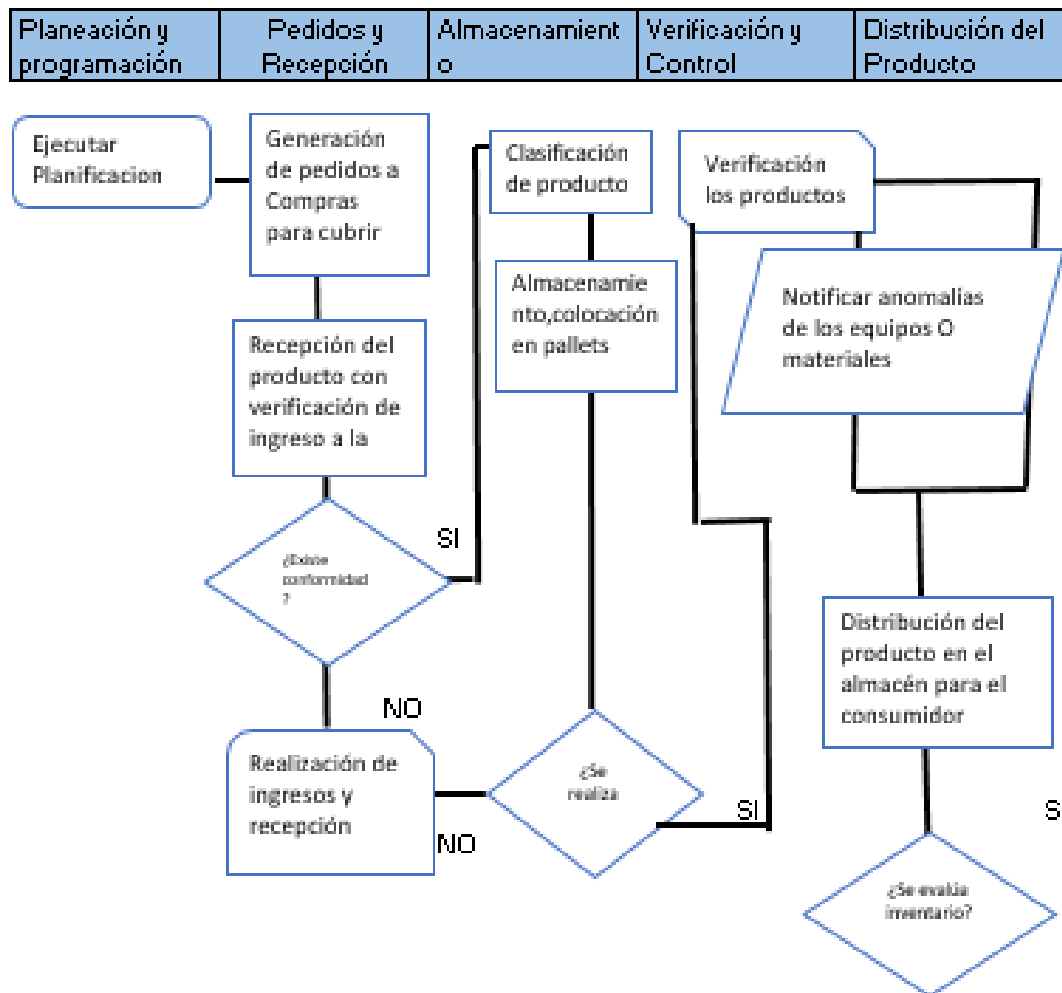 Planeación y
programación
Pedidos y
Recepción
Almacenamient
o
Verificación y
Control
Distribución del
Producto
Ejecutar
Planificacion
Generación
de pedidos a
Compras
para cubrir
Recepción del
producto con
verificación de
ingreso a la
¿Existe
conformidad
?
SI
NO
Realización de
ingresos y
recepción
NO
Clasificación
de producto
Almacenamie
nto,colocación
en pallets
¿Se
realiza
SI
Verificación
los productos
Notificar anomalías
de los equipos O
materiales
Distribución del
producto en el
almacén para el
consumidor
S
¿Se evalúa
inventario?